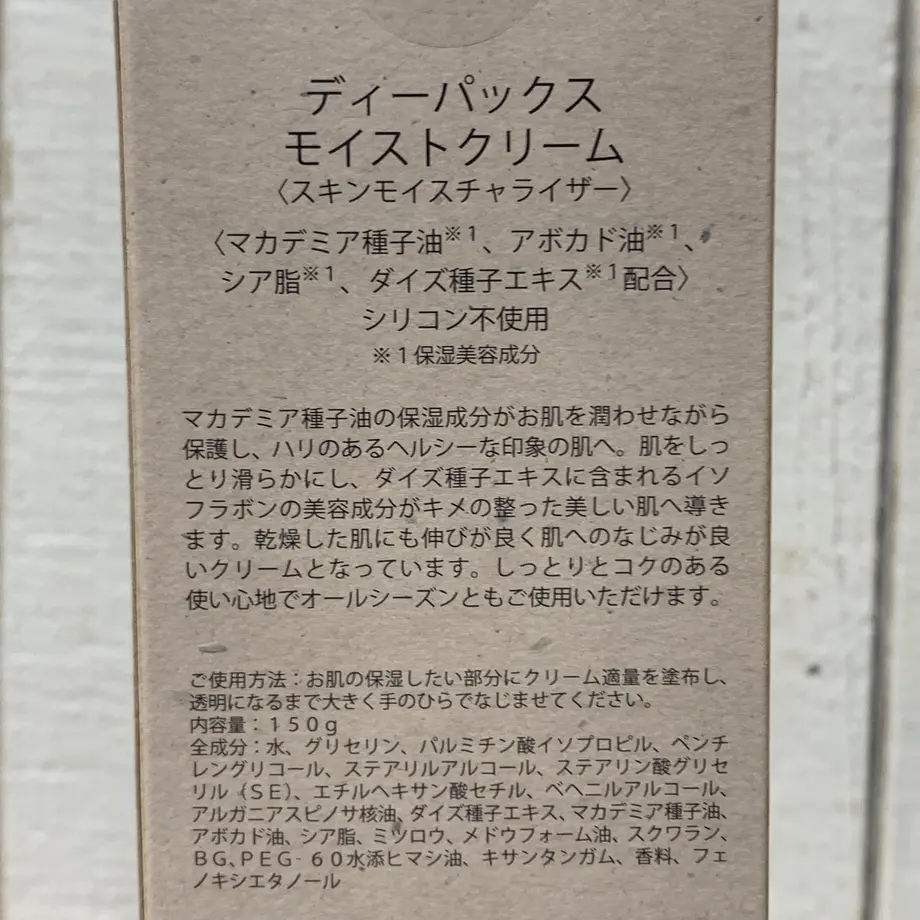 ディーパックス
モイストクリーム
〈スキンモイスチャライザー〉
〈マカデミア種子油※1、アボカド油※1、
シア脂※1、ダイズ種子エキス※1配合〉
シリコン不使用
※1保湿美容成分
マカデミア種子油の保湿成分がお肌を潤わせながら
保護し、ハリのあるヘルシーな印象の肌へ。肌をしっ
とり滑らかにし、ダイズ種子エキスに含まれるイソ
フラボンの美容成分がキメの整った美しい肌へ導き
ます。乾燥した肌にも伸びが良く肌へのなじみが良
いクリームとなっています。しっとりとコクのある
使い心地でオールシーズンともご使用いただけます。
ご使用方法：お肌の保湿したい部分にクリーム適量を塗布し、
透明になるまで大きく手のひらでなじませてください。
内容量：150g
全成分：水、グリセリン、パルミチン酸イソプロピル、ペンチ
レングリコール、ステアリルアルコール、ステアリン酸グリセ
リル（SE）、エチルヘキサン酸セチル、ベヘニルアルコール、
アルガニアスピノサ核油、ダイズ種子エキス、マカデミア種子油、
アボカド油、シア脂、ミツロウ、メドウフォーム油、スクワラン、
BG、PEG-60水添ヒマシ油、キサンタンガム、香料、フェ
ノキシエタノール